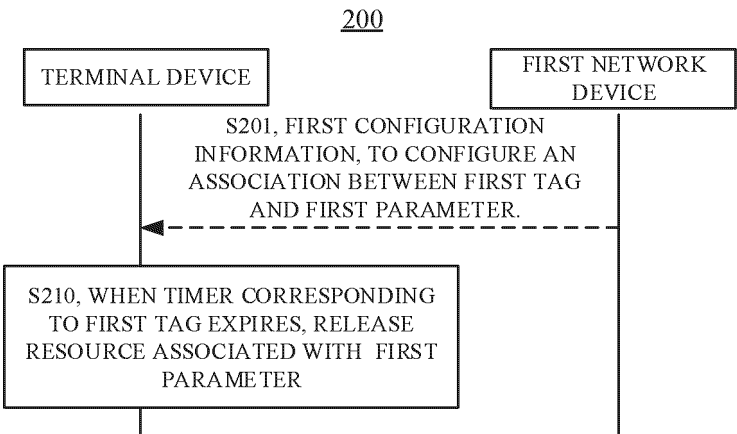 200
TERMINAL DEVICE
FIRST NETWORK
DEVICE
S201, FIRST CONFIGURATION
INFORMATION, TO CONFIGURE AN
ASSOCIATION BETWEEN FIRST TAG
AND FIRST PARAMETER.
S210, WHEN TIMER CORRESPONDING
TO FIRST TAG EXPIRES, RELEASE
RESOURCE ASSOCIATED WITH FIRST
PARAMETER